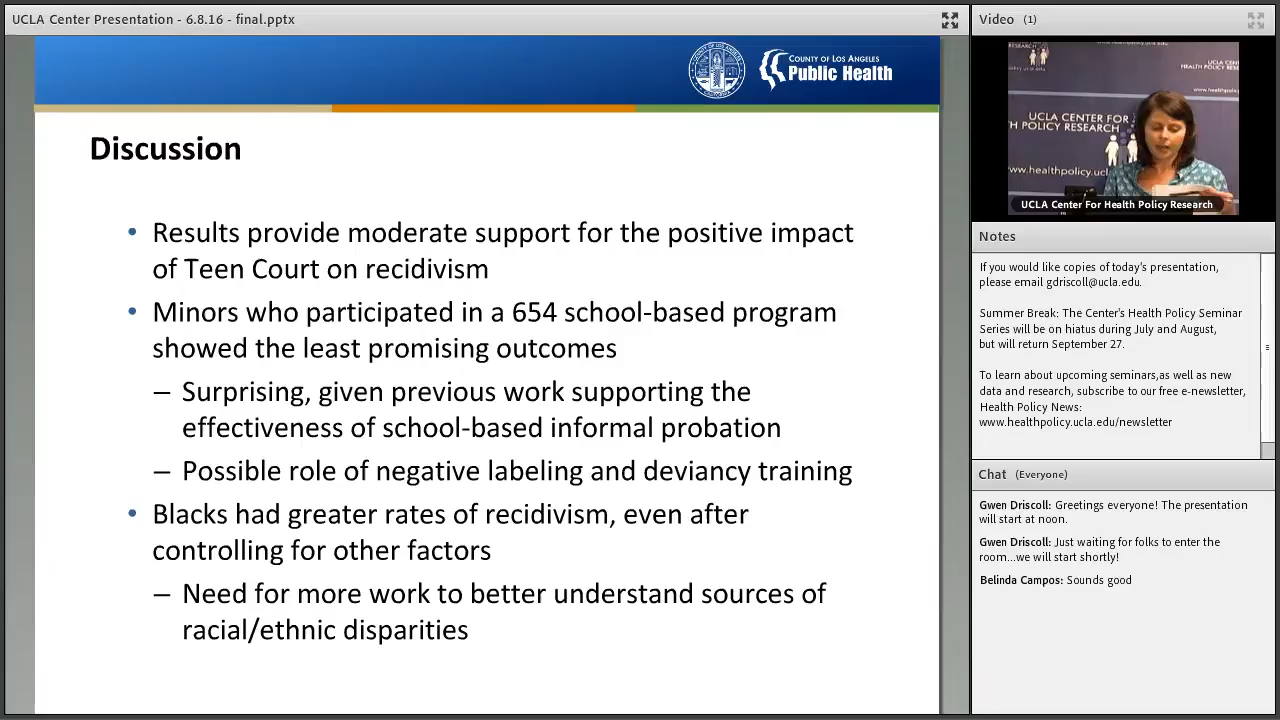 UCLA Center Presentation - 6.8.16 - final.pptx
COUNTY OF LOS ANGELES
Public Health
Discussion
• Results provide moderate support for the positive impact
of Teen Court on recidivism
• Minors who participated in a 654 school-based program
showed the least promising outcomes
– Surprising, given previous work supporting the
effectiveness of school-based informal probation
– Possible role of negative labeling and deviancy training
• Blacks had greater rates of recidivism, even after
controlling for other factors
– Need for more work to better understand sources of
racial/ethnic disparities
Video (1)
RESEARCH
UCLA CENTER FOR
H POLICY RESEARCH
www.healthpolicy.ucl
UCLA Center For Health Policy Research
Notes
If you would like copies of today's presentation,
please email gdriscoll@ucla.edu.
Summer Break: The Center's Health Policy Seminar
Series will be on hiatus during July and August,
but will return September 27.
To learn about upcoming seminars,as well as new
data and research, subscribe to our free e-newsletter,
Health Policy News:
www.healthpolicy.ucla.edu/newsletter
Chat (Everyone)
Gwen Driscoll: Greetings everyone! The presentation
will start at noon.
Gwen Driscoll: Just waiting for folks to enter the
room...we will start shortly!
Belinda Campos: Sounds good